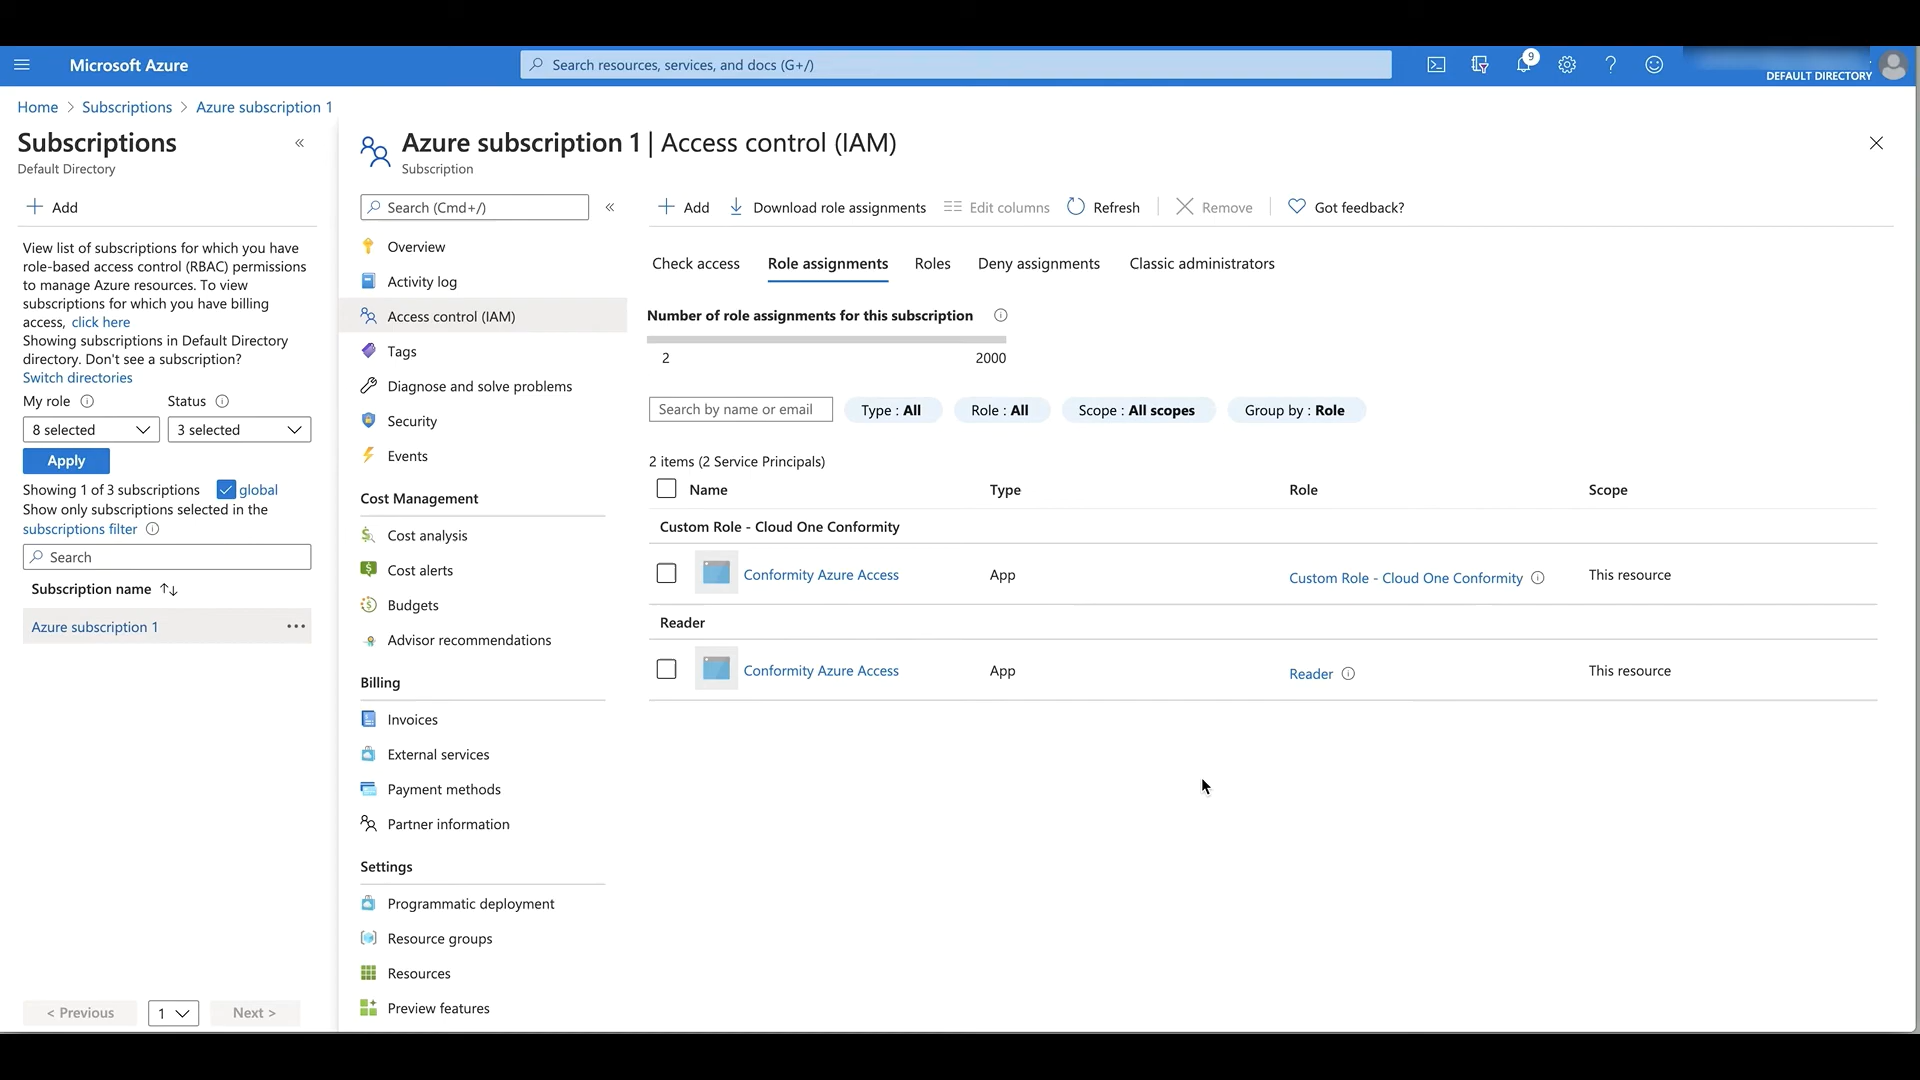 Microsoft Azure
Search resources, services, and docs (G+/)
9
DEFAULT DIRECTORY
Home > Subscriptions > Azure subscription 1
Subscriptions
Default Directory
Add
View list of subscriptions for which you have
role-based access control (RBAC) permissions
to manage Azure resources. To view
subscriptions for which you have billing
access, click here
Showing subscriptions in Default Directory
directory. Don't see a subscription?
Switch directories
My role
Status
8 selected
3 selected
Apply
Showing 1 of 3 subscriptions global
Show only subscriptions selected in the
subscriptions filter
Search
Subscription name
Azure subscription 1
< Previous
1
Next >
Azure subscription 1 | Access control (IAM)
Subscription
Search (Cmd+/)
Overview
Activity log
Access control (IAM)
Tags
Diagnose and solve problems
Security
Events
Cost Management
Cost analysis
Cost alerts
Budgets
Advisor recommendations
Billing
Invoices
External services
Payment methods
Partner information
Settings
Programmatic deployment
Resource groups
Resources
Preview features
Add
Download role assignments
Edit columns
Refresh
Remove
Got feedback?
Check access
Role assignments
Roles
Deny assignments
Classic administrators
Number of role assignments for this subscription
2
2000
Search by name or email
Type : All
Role : All
Scope : All scopes
Group by : Role
2 items (2 Service Principals)
Name
Type
Role
Scope
Custom Role - Cloud One Conformity
Conformity Azure Access
App
Custom Role - Cloud One Conformity
This resource
Reader
Conformity Azure Access
App
Reader
This resource